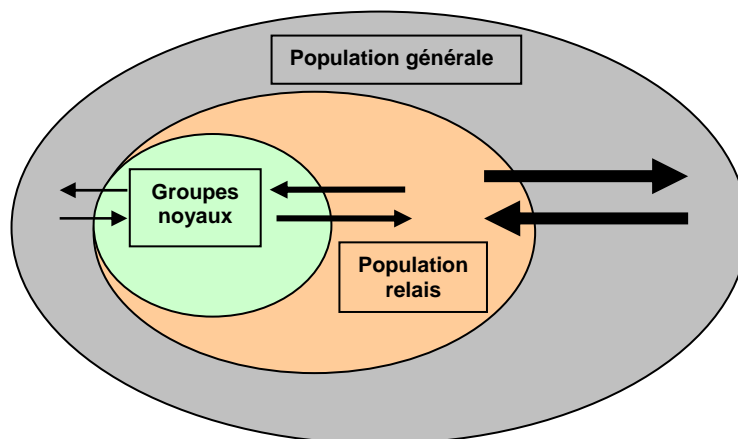 Population générale
Groupes
noyaux
Population
relais